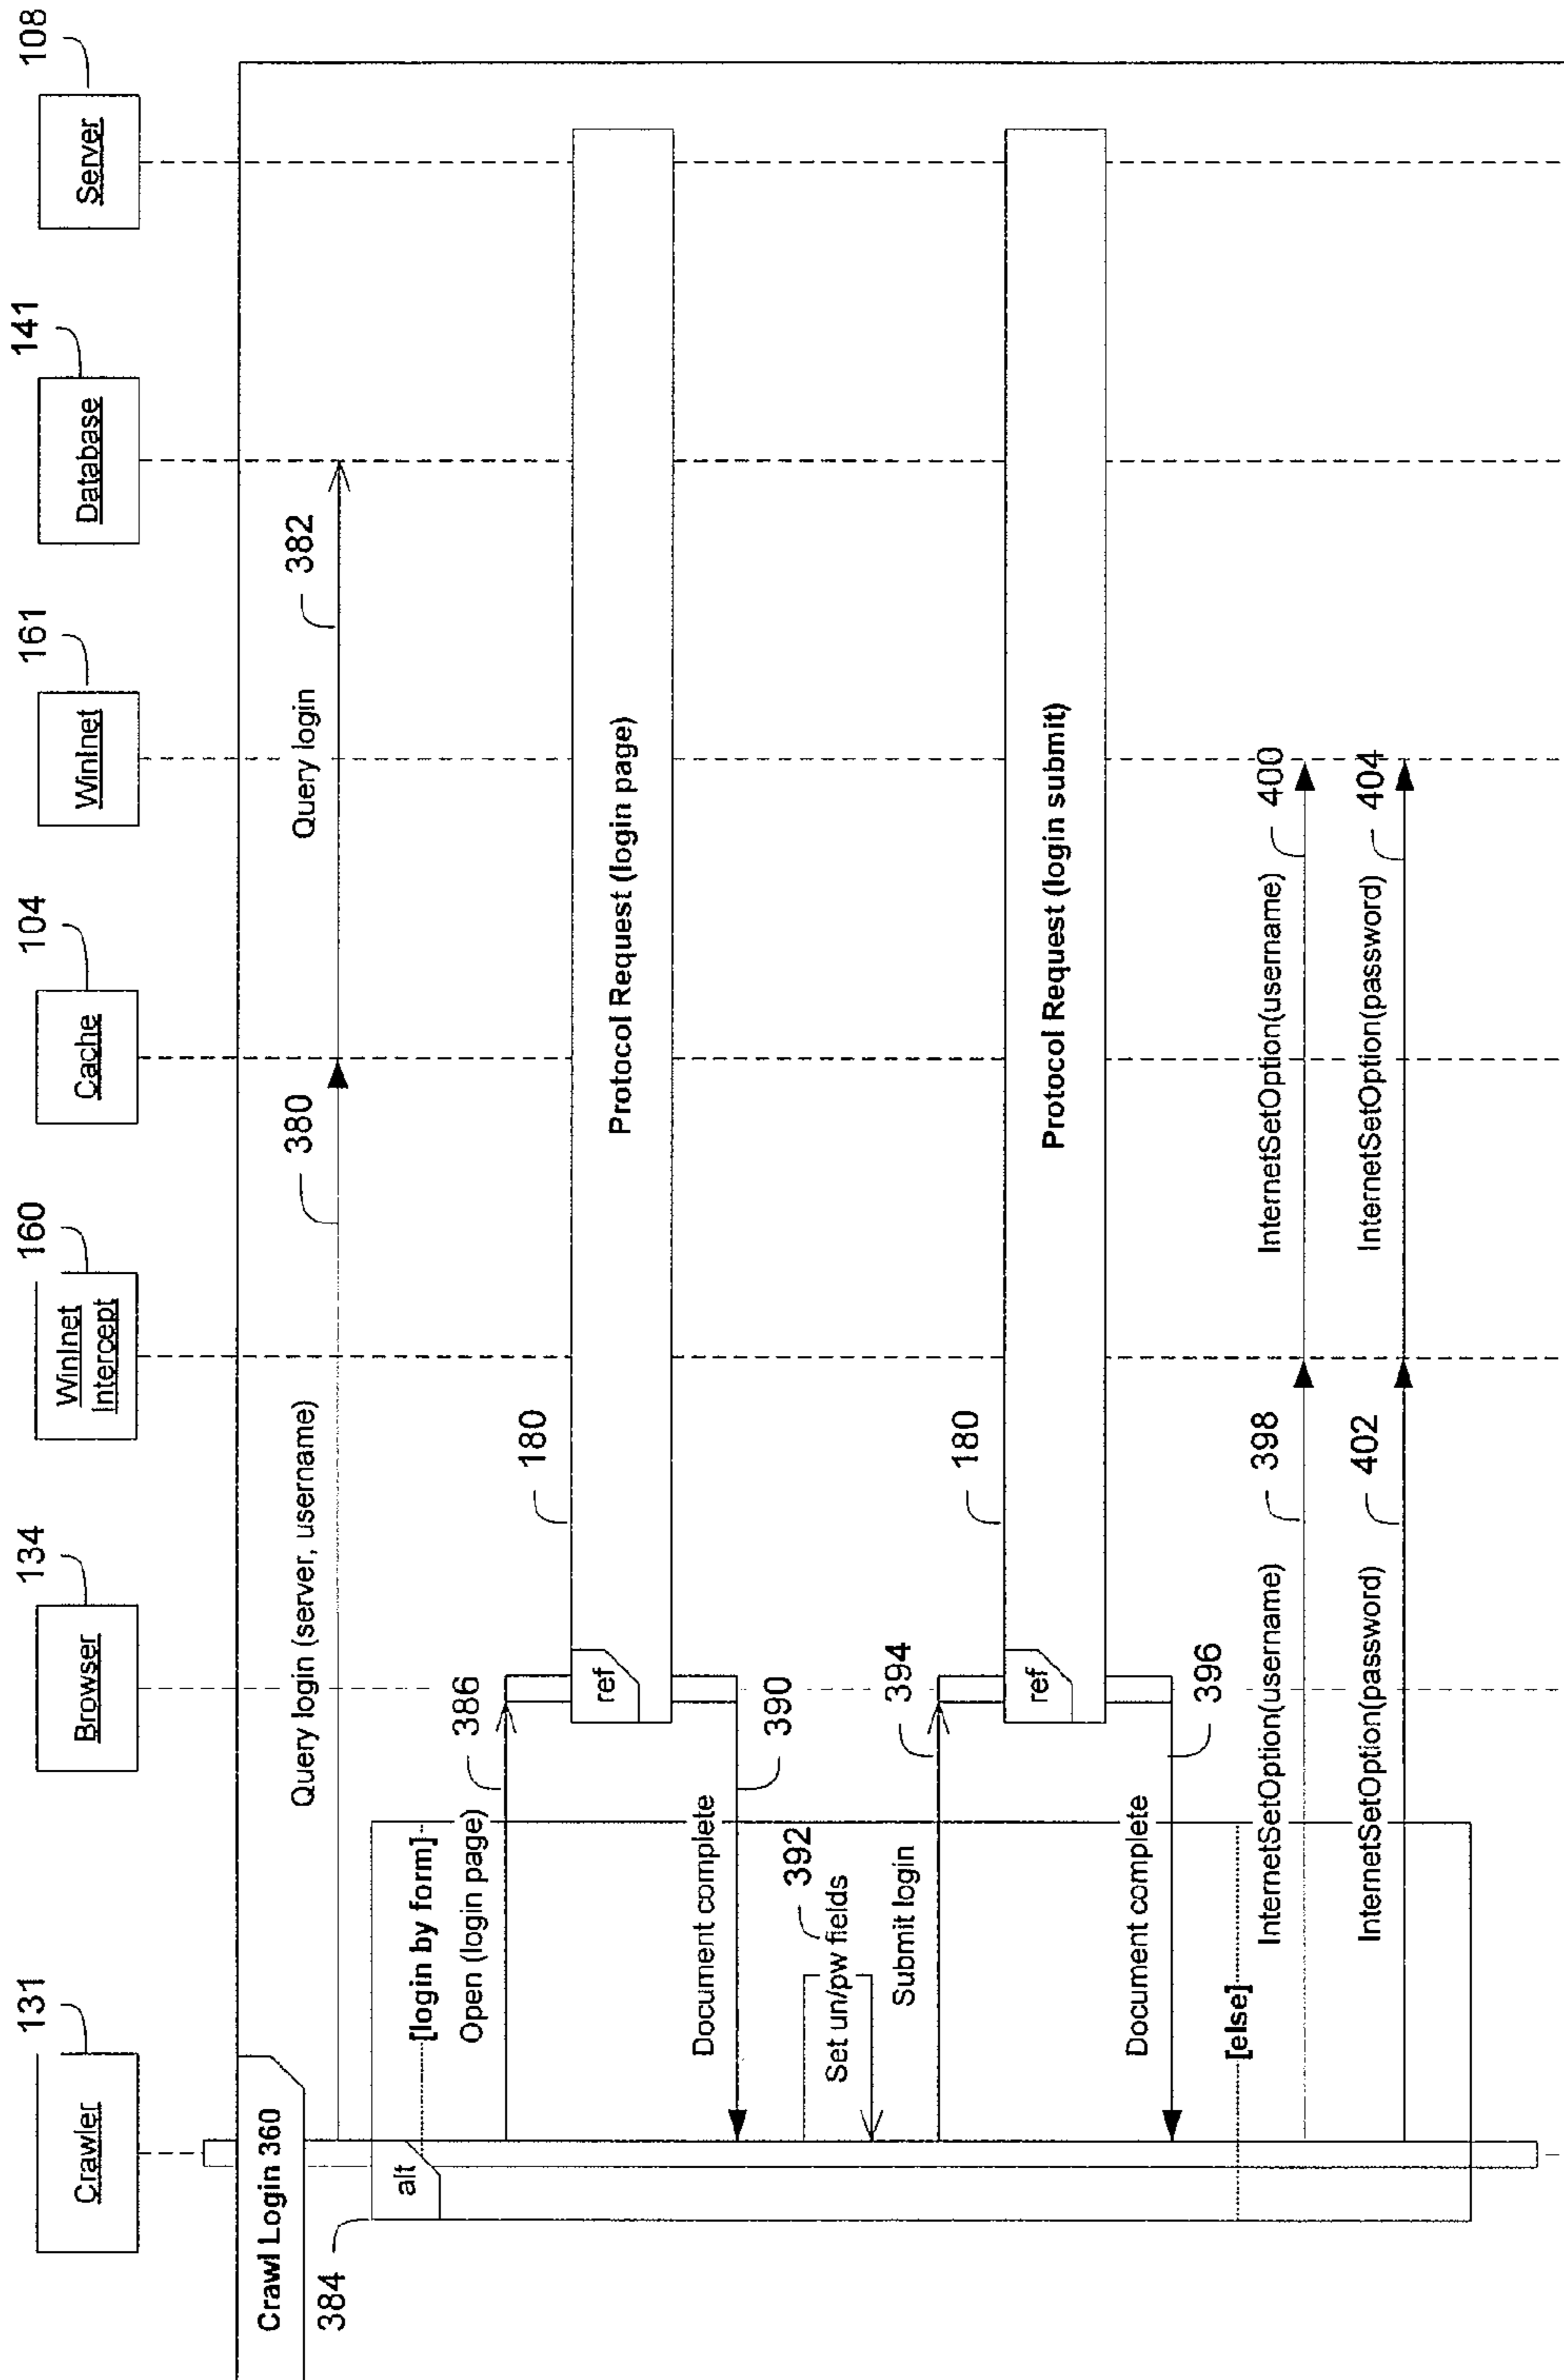 131
134
160
104
161
141
108
Crawler
Browser
WinInet
Intercept
Cache
WinInet
Database
Server
Crawl Login 360
Query login (server, username)
380
Query login
382
384
alt
[login by form]
Open (login page)
386
180
ref
Protocol Request (login page)
Document complete
390
392
Set un/pw fields
Submit login
394
180
ref
Protocol Request (login submit)
Document complete
396
[else]
InternetSetOption(username)
398
InternetSetOption(username)
400
InternetSetOption(password)
402
InternetSetOption(password)
404